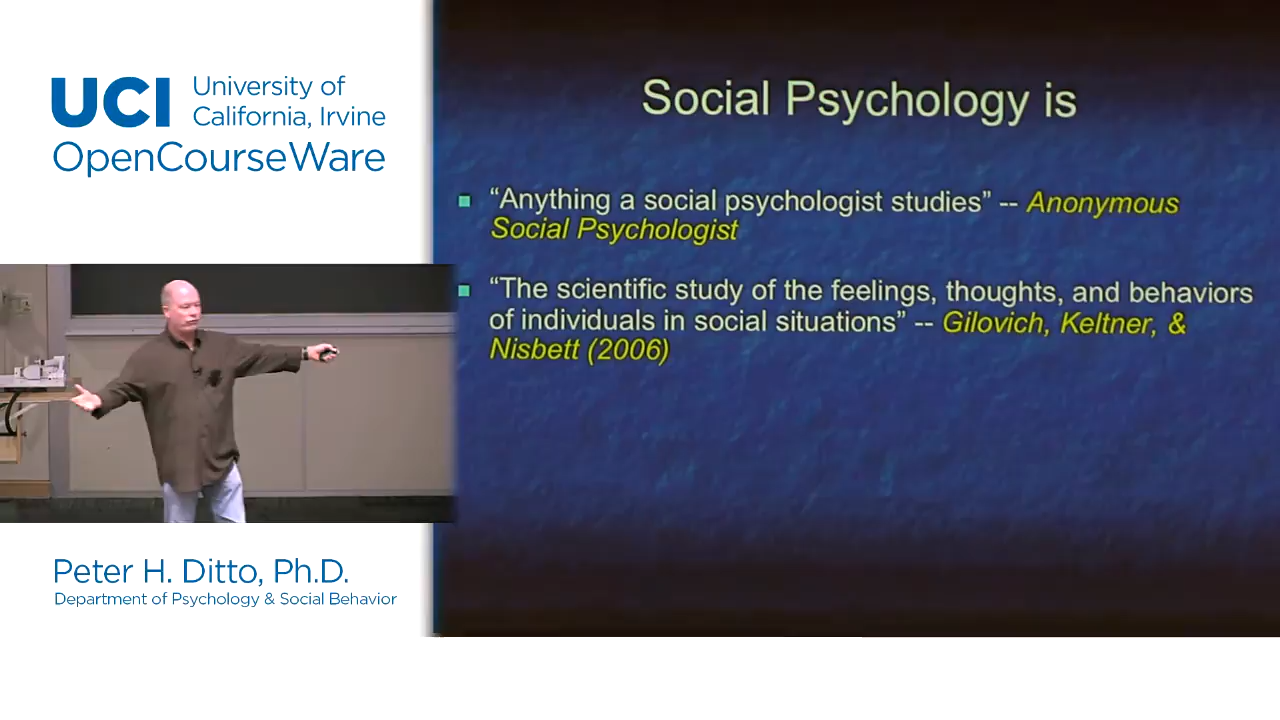 UCI University of
California, Irvine
OpenCourseWare
Social Psychology is
“Anything a social psychologist studies” -- Anonymous
Social Psychologist
“The scientific study of the feelings, thoughts, and behaviors
of individuals in social situations” -- Gilovich, Keltner, &
Nisbett (2006)
Peter H. Ditto, Ph.D.
Department of Psychology & Social Behavior